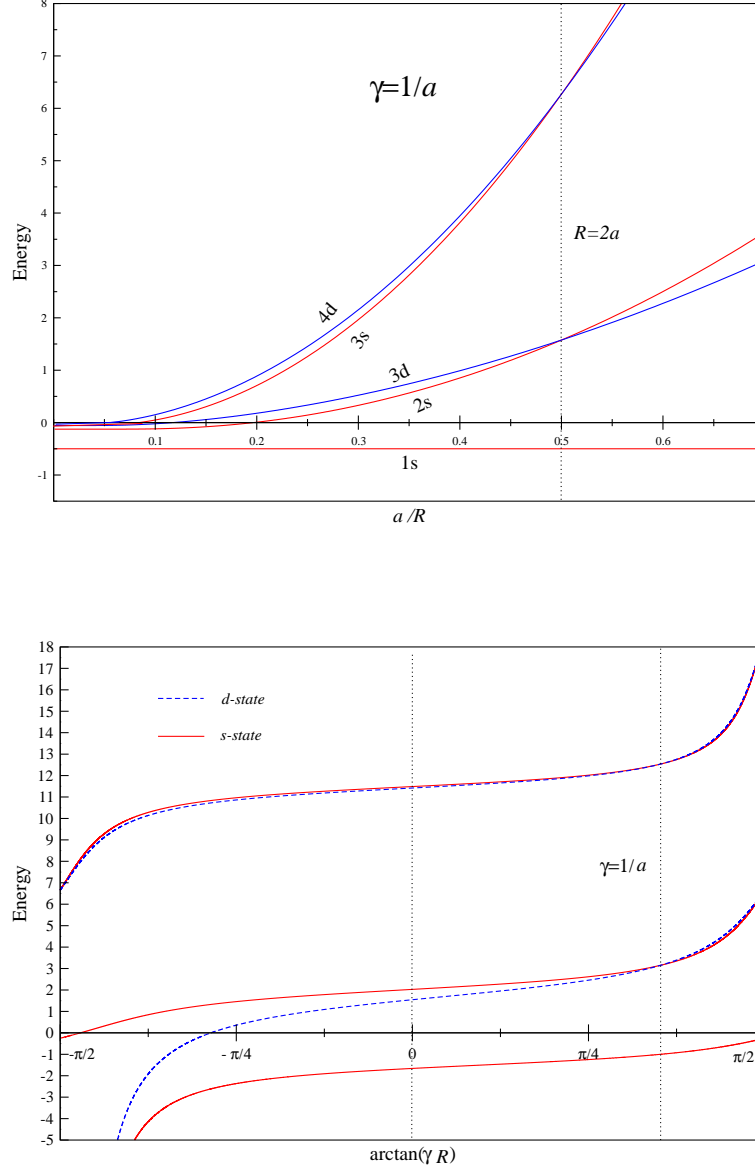 8
7
γ=1/a
6
5
Energy
4
R=2a
3
4d
3s
2
3d
1
2s
0
0.1
0.2
0.3
0.4
0.5
0.6
1s
-1
a/R
18
17
16
d-state
15
14
s-state
13
12
11
10
9
Energy
8
γ=1/a
7
6
5
4
3
2
1
0
-π/2
-π/4
0
π/4
π/2
-1
-2
-3
-4
-5
arctan(γR)